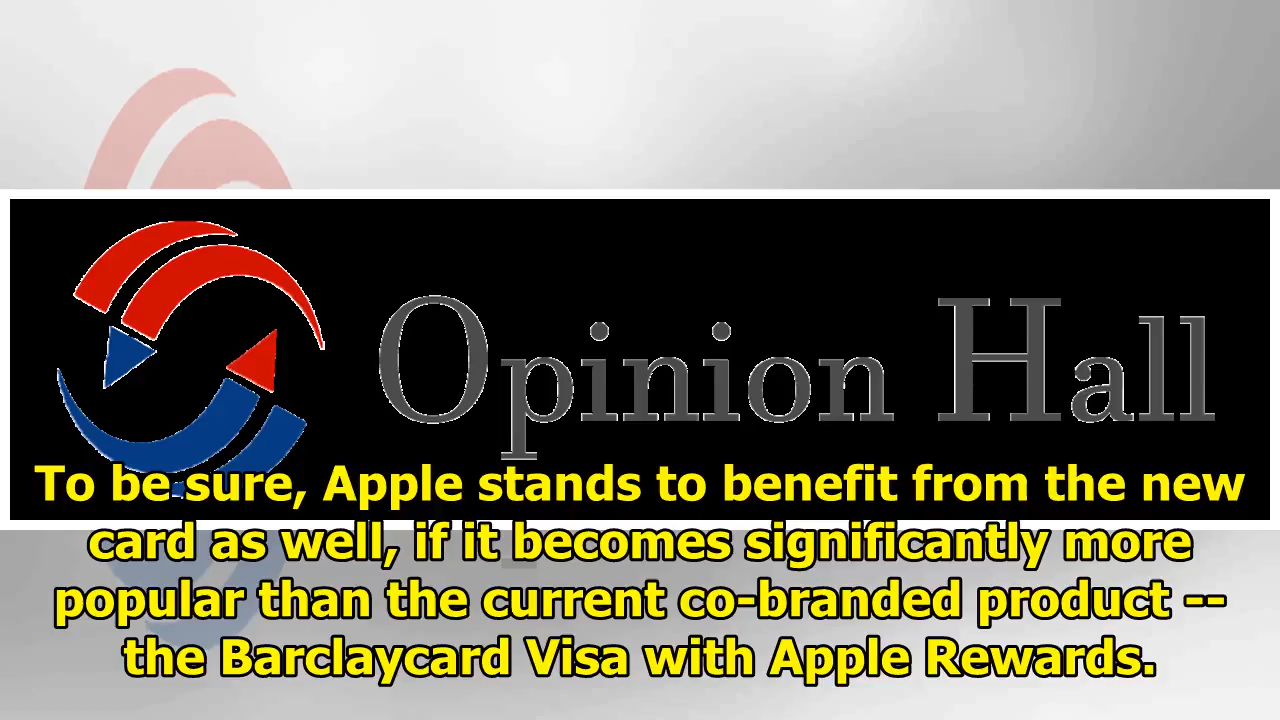 Opinion Hall
To be sure, Apple stands to benefit from the new
card as well, if it becomes significantly more
popular than the current co-branded product --
the Barclaycard Visa with Apple Rewards.